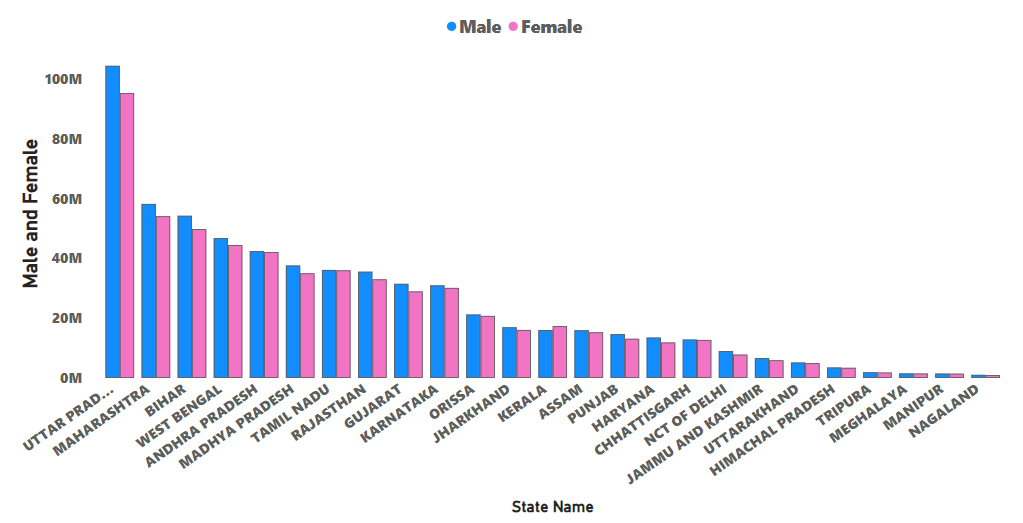 Male Female
Male and Female
100M
80M
60M
40M
20M
0M
UTTAR PRAD...
MAHARASHTRA
BIHAR
WEST BENGAL
ANDHRA PRADESH
MADHYA PRADESH
TAMIL NADU
RAJASTHAN
GUJARAT
KARNATAKA
ORISSA
JHARKHAND
KERALA
ASSAM
PUNJAB
HARYANA
CHHATTISGARH
NCT OF DELHI
JAMMU AND KASHMIR
UTTARAKHAND
HIMACHAL PRADESH
TRIPURA
MEGHALAYA
MANIPUR
NAGALAND
State Name